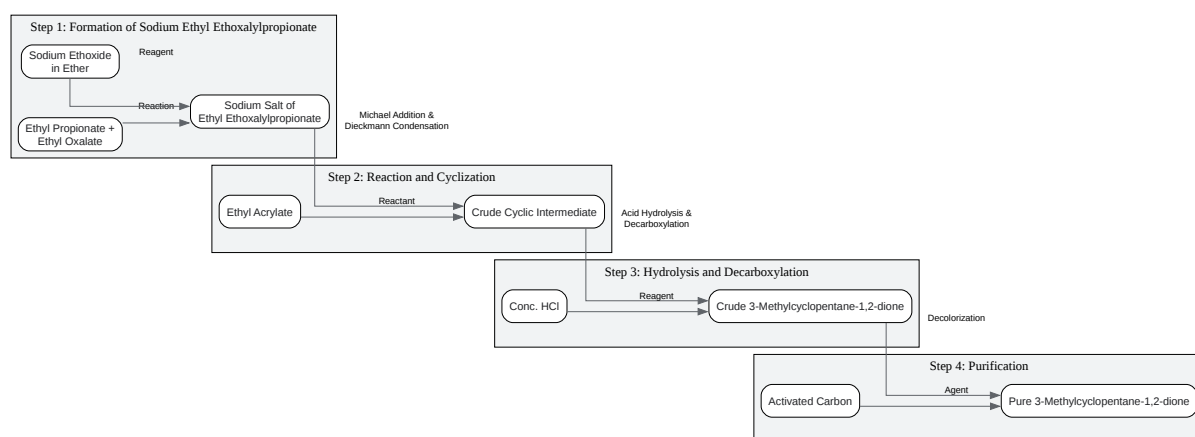 Step 1: Formation of Sodium Ethyl Ethoxalylpropionate
Sodium Ethoxide
in Ether
Reagent
Reaction
Sodium Salt of
Ethyl Ethoxalylpropionate
Ethyl Propionate +
Ethyl Oxalate
Michael Addition &
Dieckmann Condensation
Step 2: Reaction and Cyclization
Ethyl Acrylate
Reactant
Crude Cyclic Intermediate
Acid Hydrolysis &
Decarboxylation
Step 3: Hydrolysis and Decarboxylation
Conc. HCl
Reagent
Crude 3-Methylcyclopentane-1,2-dione
Decolorization
Step 4: Purification
Activated Carbon
Agent
Pure 3-Methylcyclopentane-1,2-dione